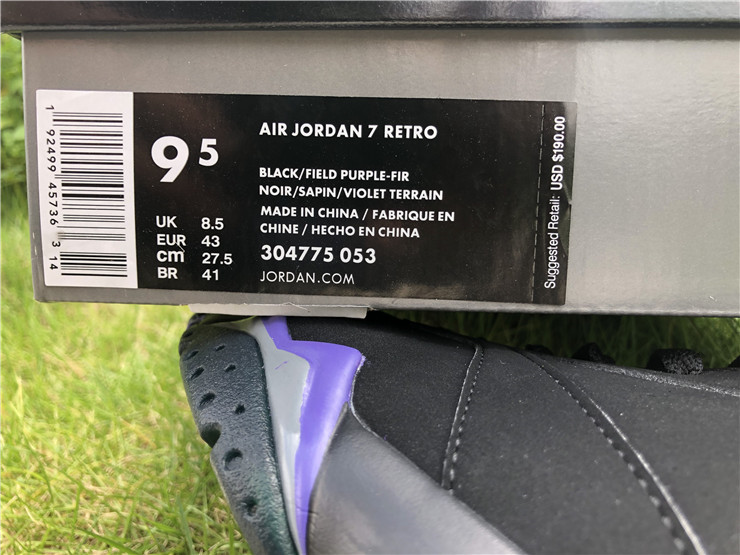 1 92499 45736 3 14
9 5
UK 8.5
EUR 43
cm 27.5
BR 41
AIR JORDAN 7 RETRO
BLACK/FIELD PURPLE-FIR
NOIR/SAPIN/VIOLET TERRAIN
MADE IN CHINA / FABRIQUE EN
CHINE / HECHO EN CHINA
304775 053
JORDAN.COM
Suggested Retail: USD $190.00